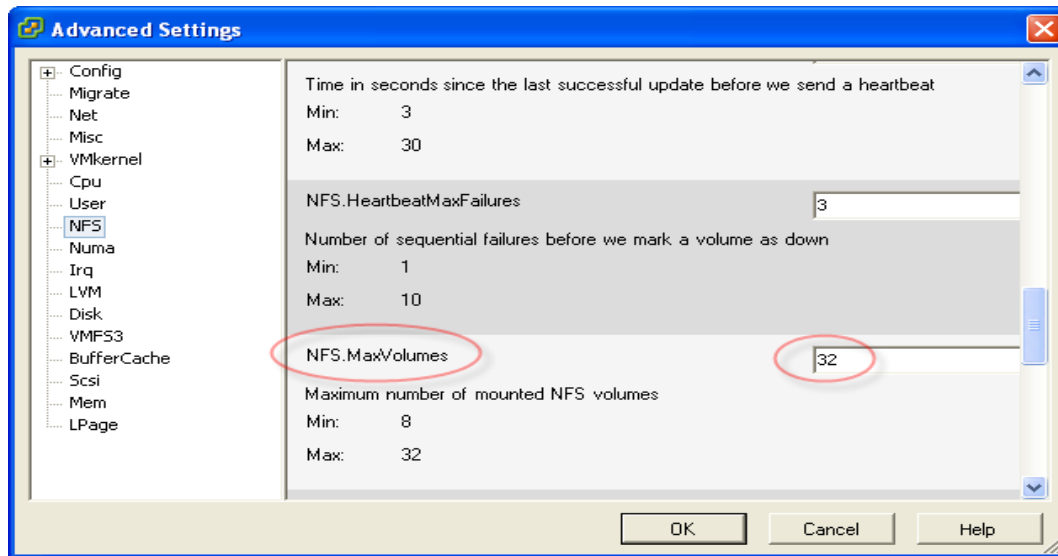 Advanced Settings
Config
Migrate
Net
Misc
VMkernel
Cpu
User
NFS
Numa
Irq
LVM
Disk
VMFS3
BufferCache
Scsi
Mem
LPage
Time in seconds since the last successful update before we send a heartbeat
Min: 3
Max: 30
NFS.HeartbeatMaxFailures 3
Number of sequential failures before we mark a volume as down
Min: 1
Max: 10
NFS.MaxVolumes 32
Maximum number of mounted NFS volumes
Min: 8
Max: 32
OK Cancel Help